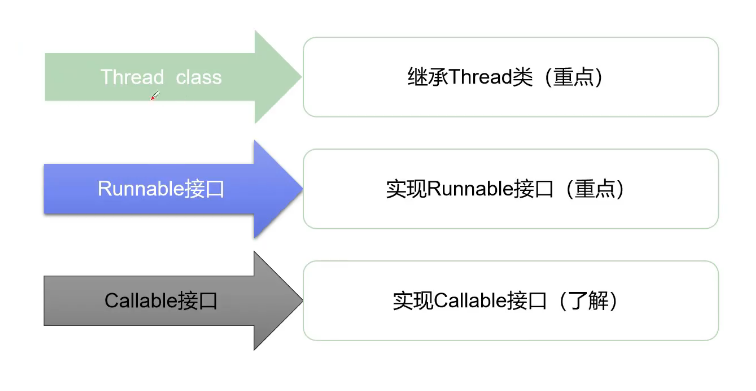 Thread class
继承Thread类（重点）
Runnable接口
实现Runnable接口（重点）
Callable接口
实现Callable接口（了解）